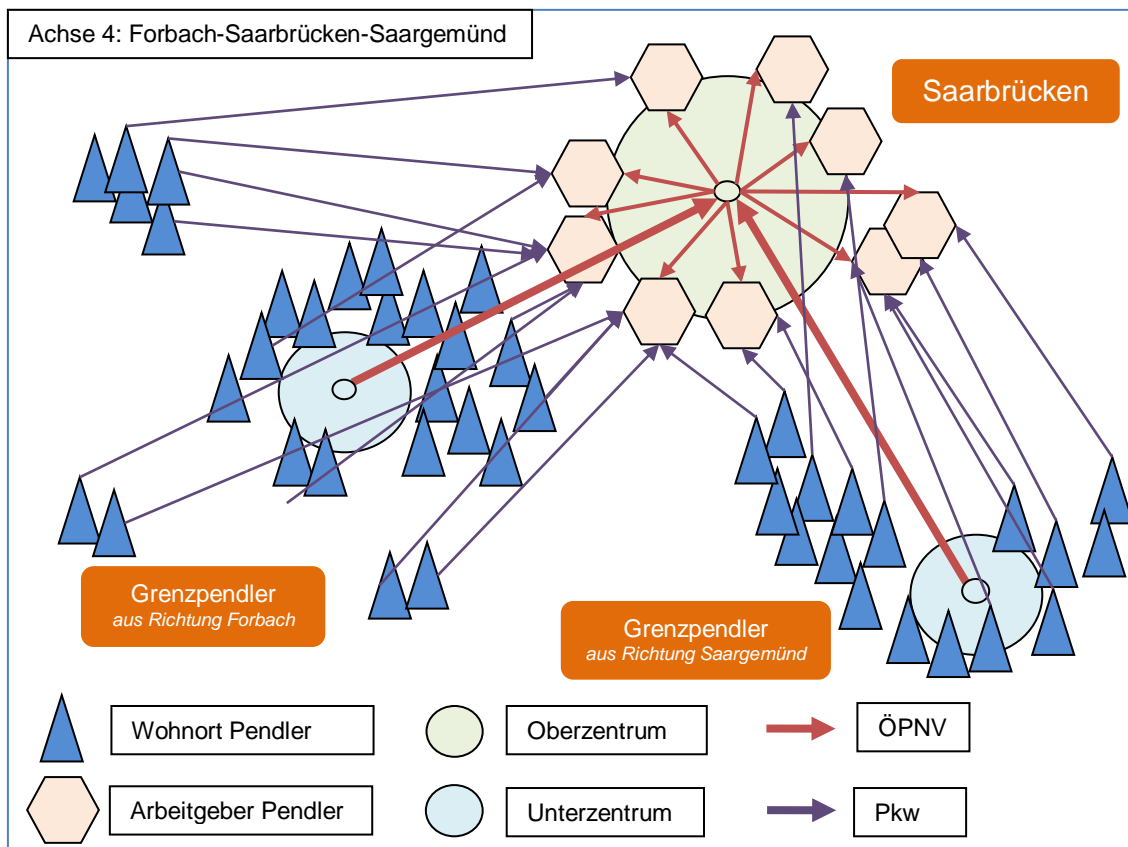 Achse 4: Forbach-Saarbrücken-Saargemünd
Saarbrücken
Grenzpendler
aus Richtung Forbach
Grenzpendler
aus Richtung Saargemünd
Wohnort Pendler
Oberzentrum
ÖPNV
Arbeitgeber Pendler
Unterzentrum
Pkw